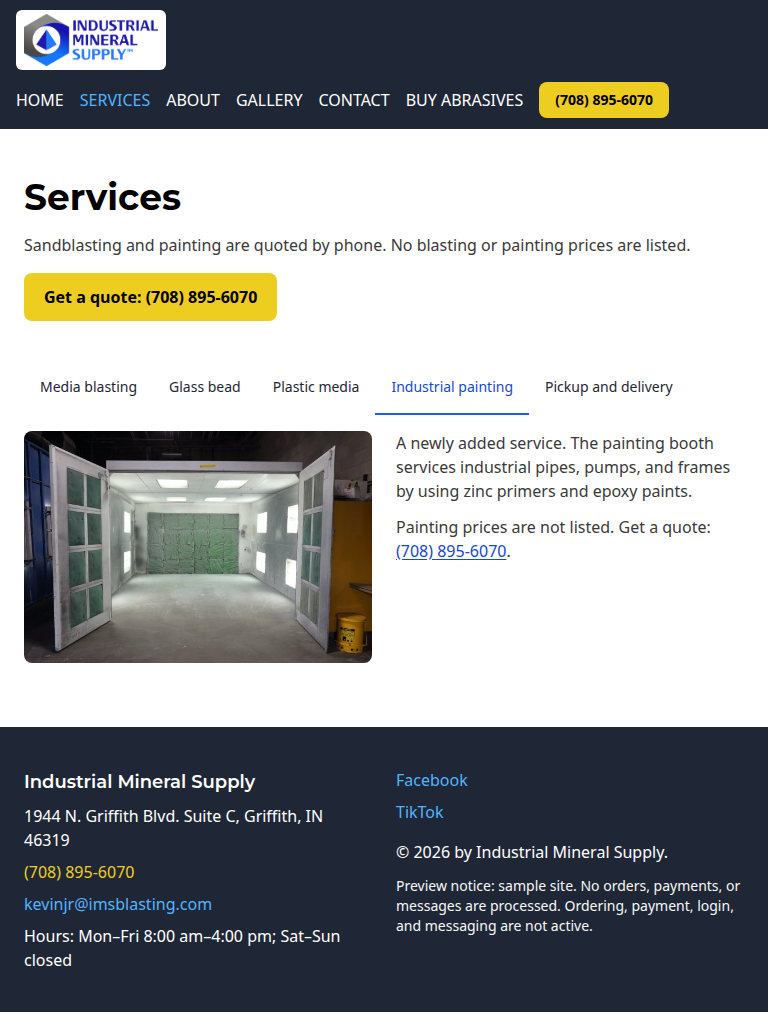 INDUSTRIAL
MINERAL
SUPPLY™
HOME SERVICES ABOUT GALLERY CONTACT BUY ABRASIVES (708) 895-6070
Services
Sandblasting and painting are quoted by phone. No blasting or painting prices are listed.
Get a quote: (708) 895-6070
Media blasting Glass bead Plastic media Industrial painting Pickup and delivery
A newly added service. The painting booth
services industrial pipes, pumps, and frames
by using zinc primers and epoxy paints.
Painting prices are not listed. Get a quote:
(708) 895-6070.
Industrial Mineral Supply
1944 N. Griffith Blvd. Suite C, Griffith, IN
46319
(708) 895-6070
kevinjr@imsblasting.com
Hours: Mon–Fri 8:00 am–4:00 pm; Sat–Sun
closed
Facebook
TikTok
© 2026 by Industrial Mineral Supply.
Preview notice: sample site. No orders, payments, or
messages are processed. Ordering, payment, login,
and messaging are not active.